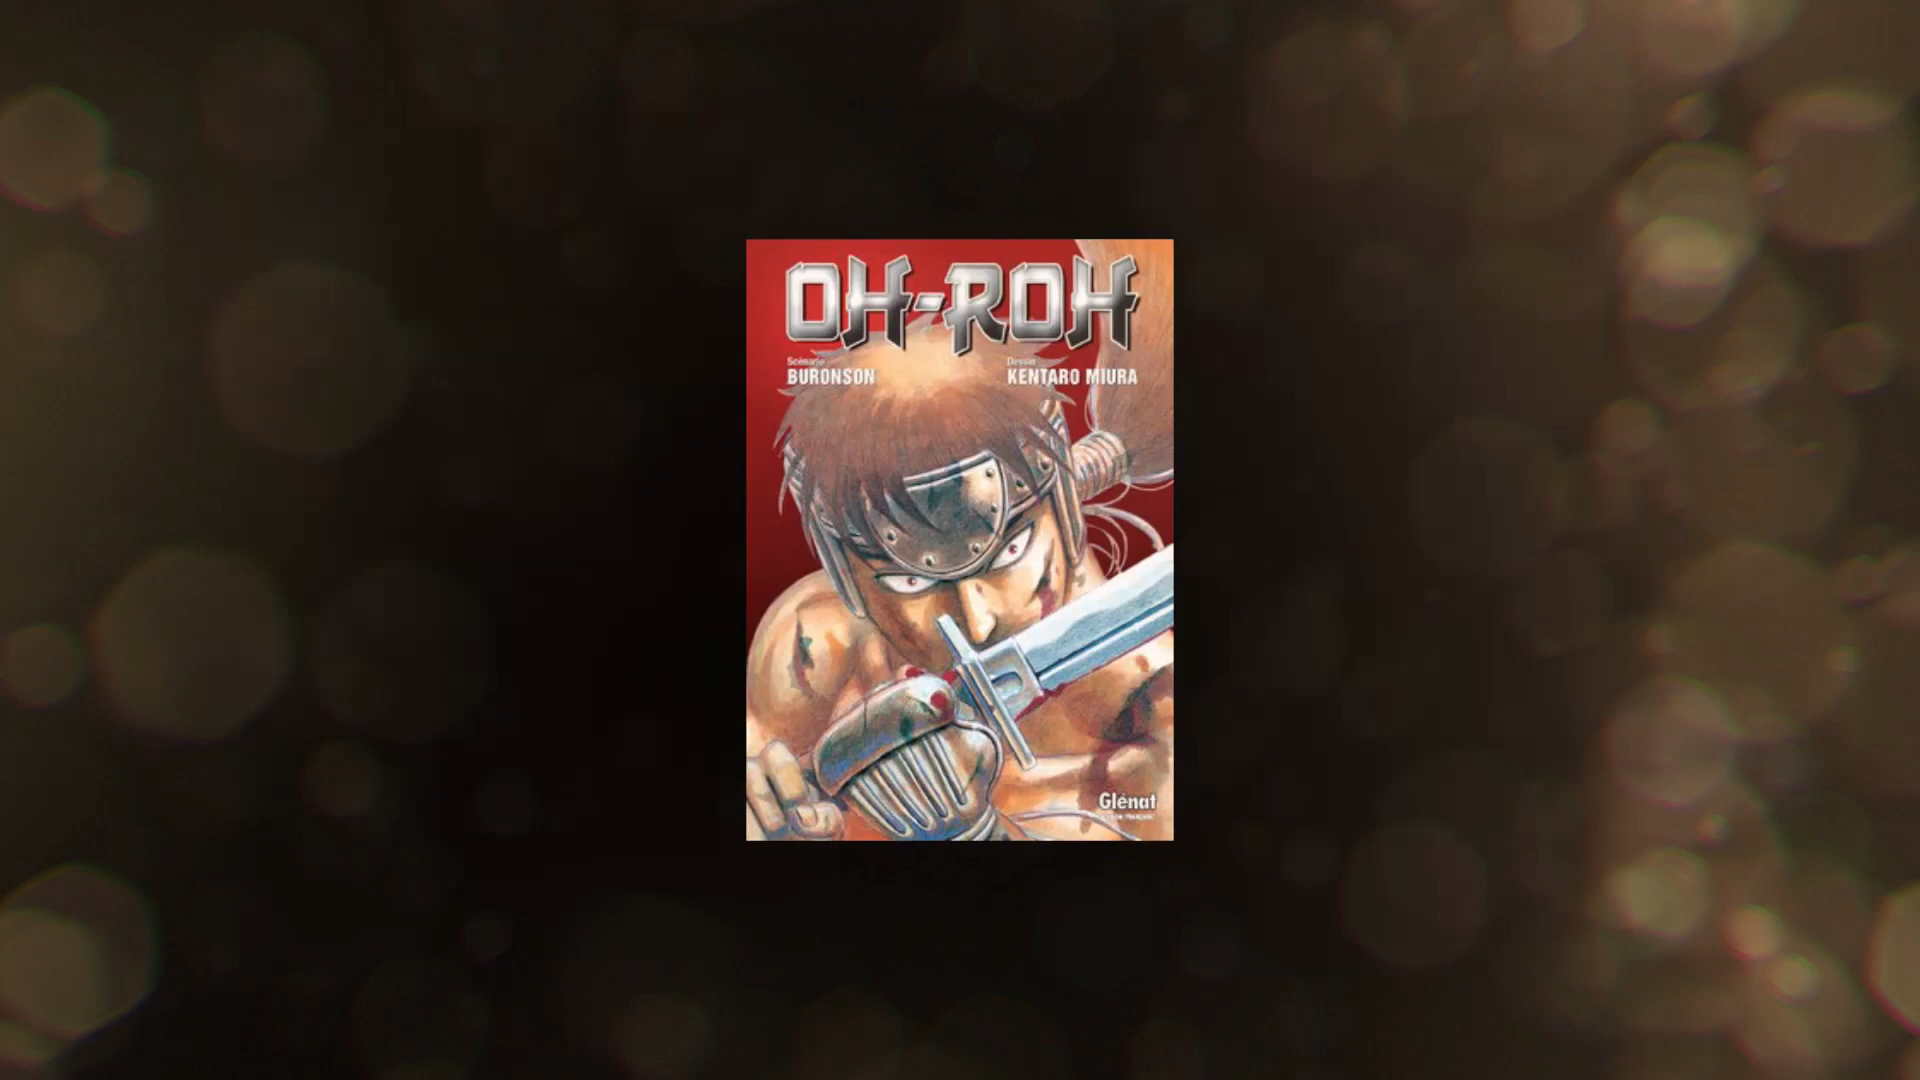 OH-ROH
Scénario
BURONSON
Dessin
KENTARO MIURA
Glénat